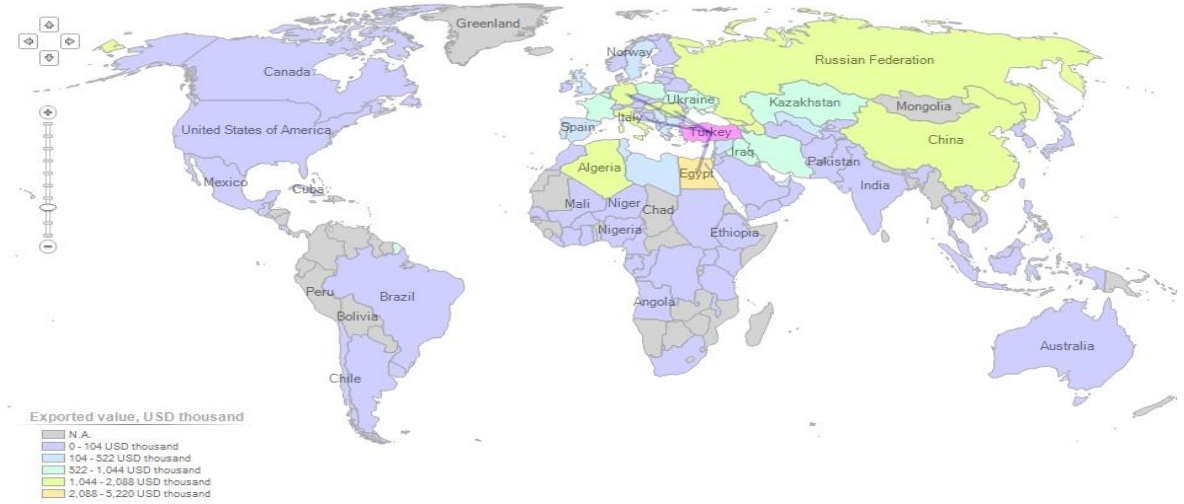 Greenland
Norway
Russian Federation
Canada
Ukraine
Kazakhstan
Mongolia
Italy
United States of America
Spain
Turkey
China
Iraq
Algeria
Egypt
Pakistan
Mexico
Cuba
India
Mali
Niger
Chad
Nigeria
Ethiopia
Peru
Brazil
Angola
Bolivia
Australia
Chile
Exported value, USD thousand
N.A.
0 - 104 USD thousand
104 - 522 USD thousand
522 - 1,044 USD thousand
1,044 - 2,088 USD thousand
2,088 - 5,220 USD thousand